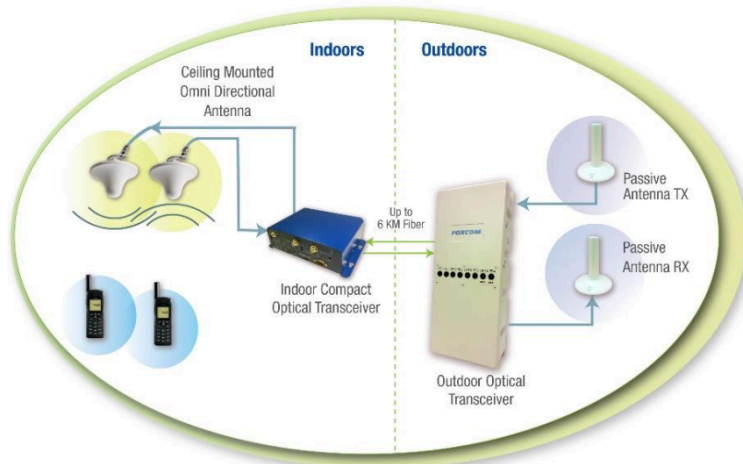 Indoors
Outdoors
Ceiling Mounted
Omni Directional
Antenna
Passive
Antenna TX
Up to
6 KM Fiber
FOXCOM
Passive
Antenna RX
Indoor Compact
Optical Transceiver
Outdoor Optical
Transceiver